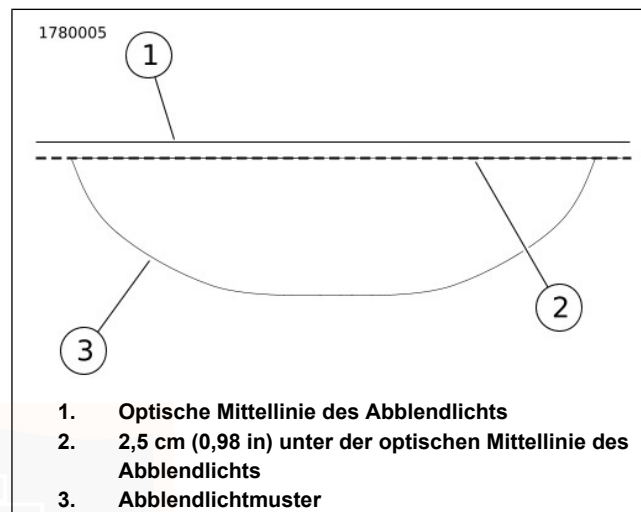 1780005
1
2
3
1. Optische Mittellinie des Abblendlichts
2. 2,5 cm (0,98 in) unter der optischen Mittellinie des
Abblendlichts
3. Abblendlichtmuster